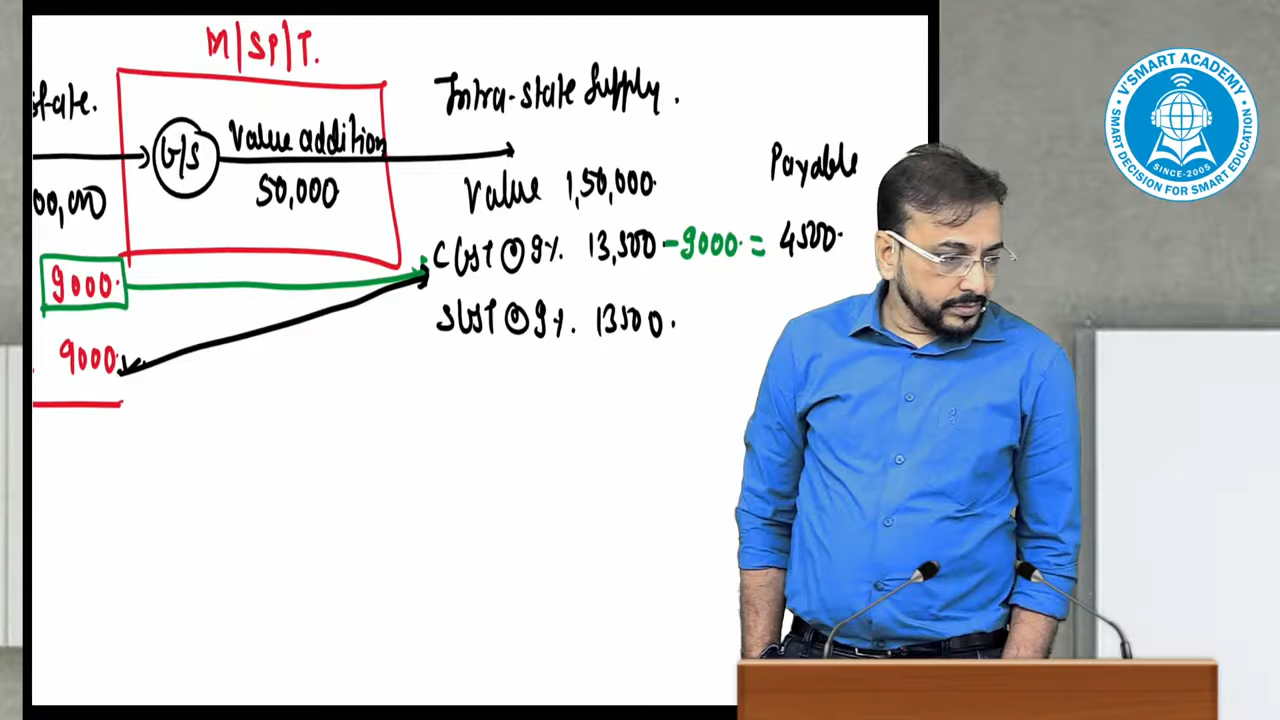 M/SP/T.
state.
Intra-state Supply.
G/S
Value addition
Payable
00,000
50,000
Value 1,50,000.
CGST @ 9%. 13,500 - 9000. = 4500.
9000.
SGST @ 9%. 13500.
9000.
V'SMART ACADEMY
SINCE-2005
SMART DECISION FOR SMART EDUCATION